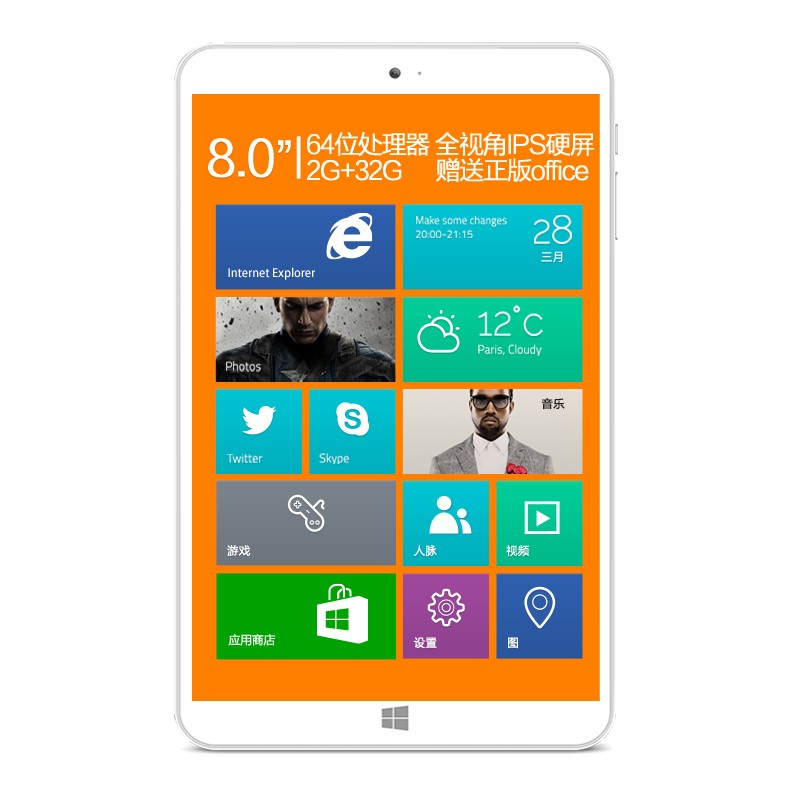 8.0”
64位处理器 全视角IPS硬屏
2G+32G 赠送正版office
Internet Explorer
Make some changes
20:00-21:15
28
三月
Photos
12°C
Paris, Cloudy
Twitter
Skype
音乐
游戏
人脉
视频
应用商店
设置
图